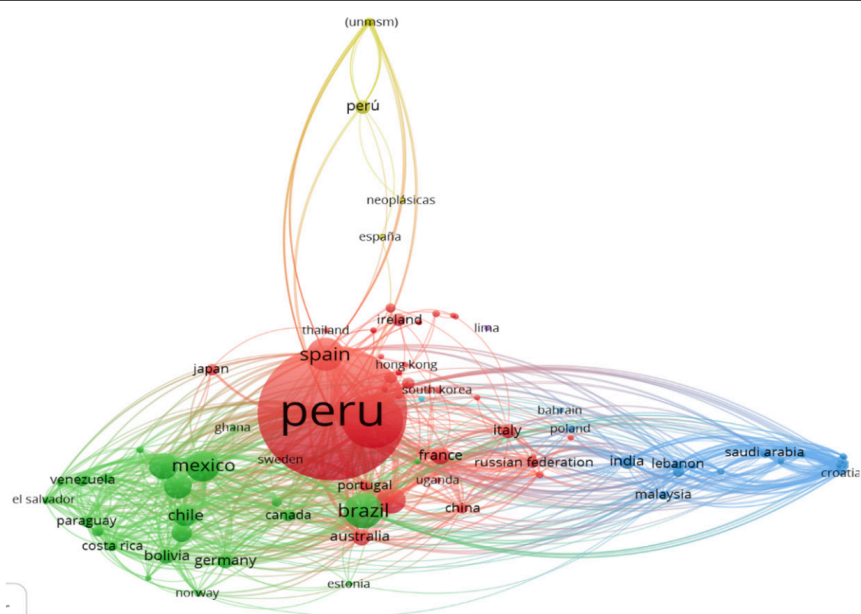 (unmsm)
perú
neoplásicas
españa
ireland
thailand
lima
spain
hong kong
japan
south korea
peru
bahrain
ghana
italy
poland
france
saudi arabia
sweden
mexico
russian federation
india
lebanon
croatia
venezuela
uganda
portugal
malaysia
el salvador
brazil
china
chile
canada
paraguay
australia
costa rica
bolivia
germany
estonia
norway